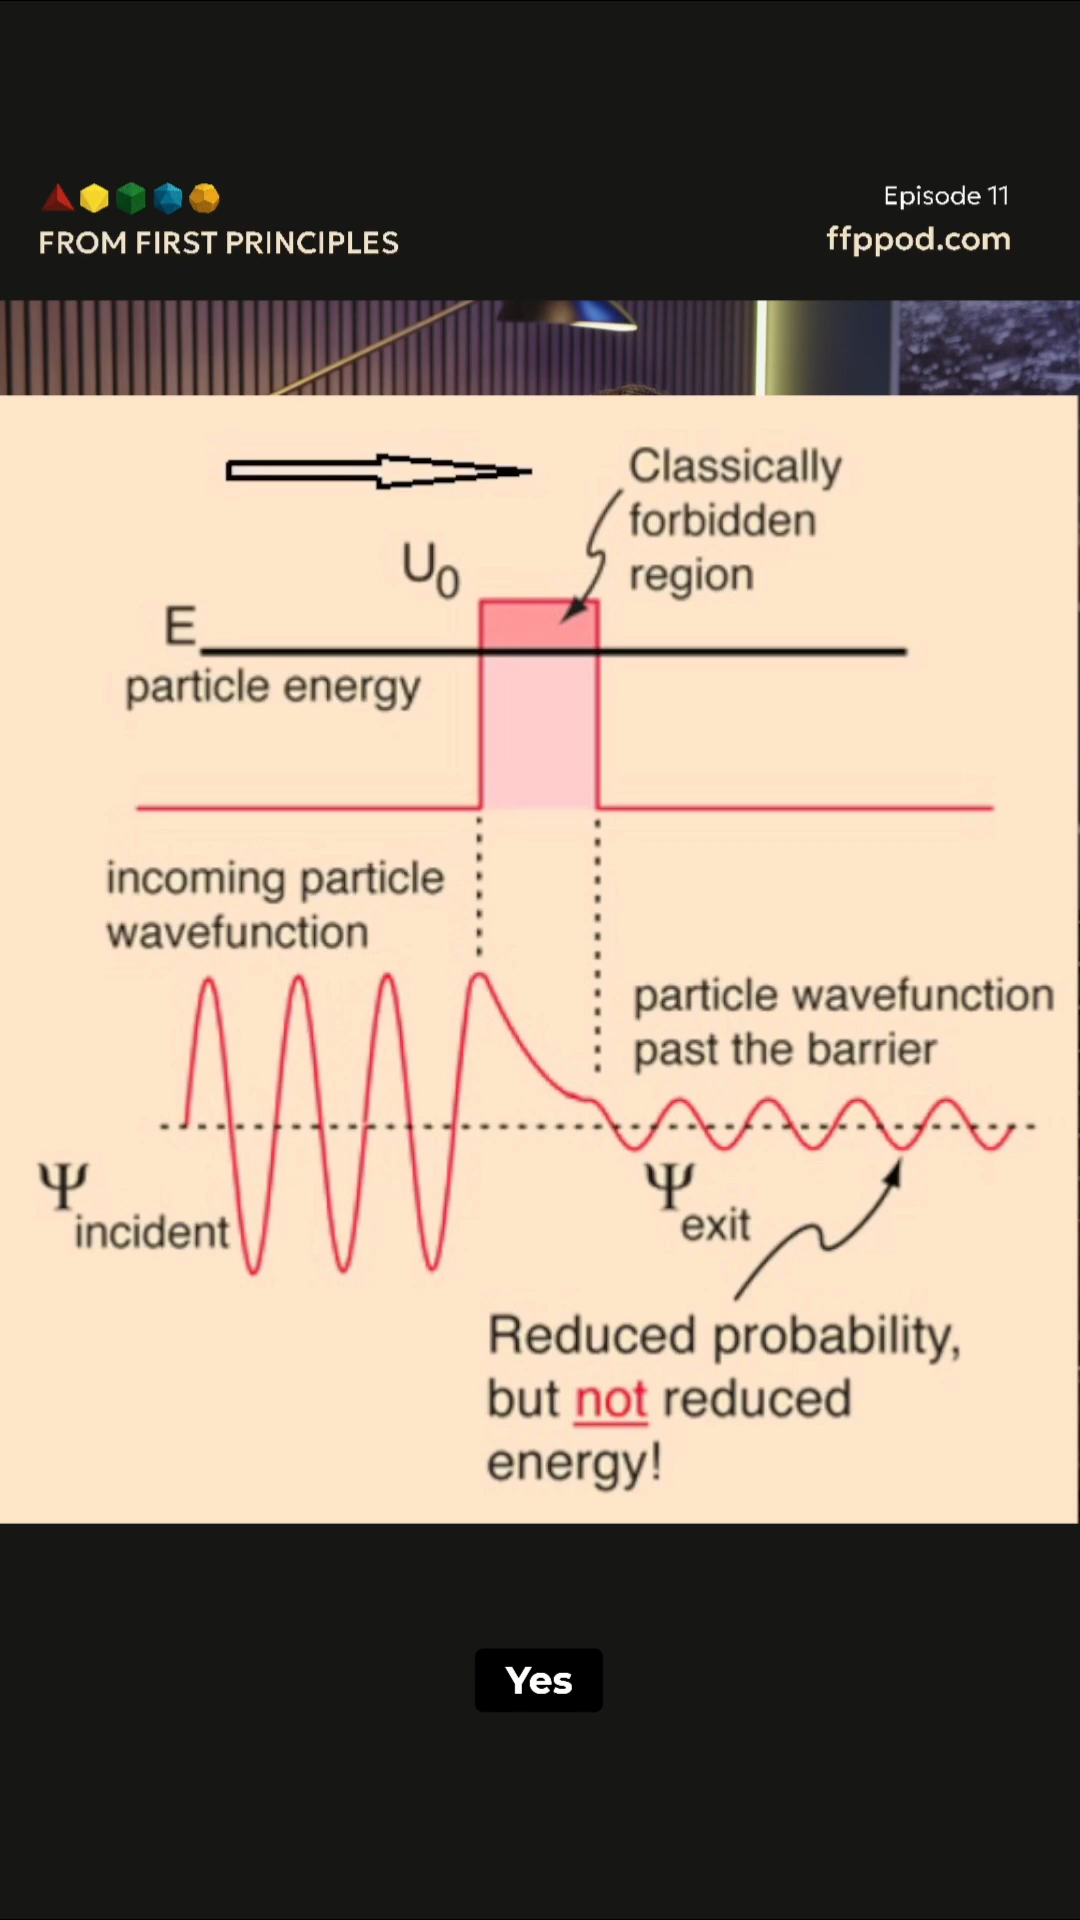 Episode 11
FROM FIRST PRINCIPLES
ffppod.com
Classically
forbidden
region
U0
E
particle energy
incoming particle
wavefunction
particle wavefunction
past the barrier
Ψ
incident
Ψ
exit
Reduced probability,
but not reduced
energy!
Yes